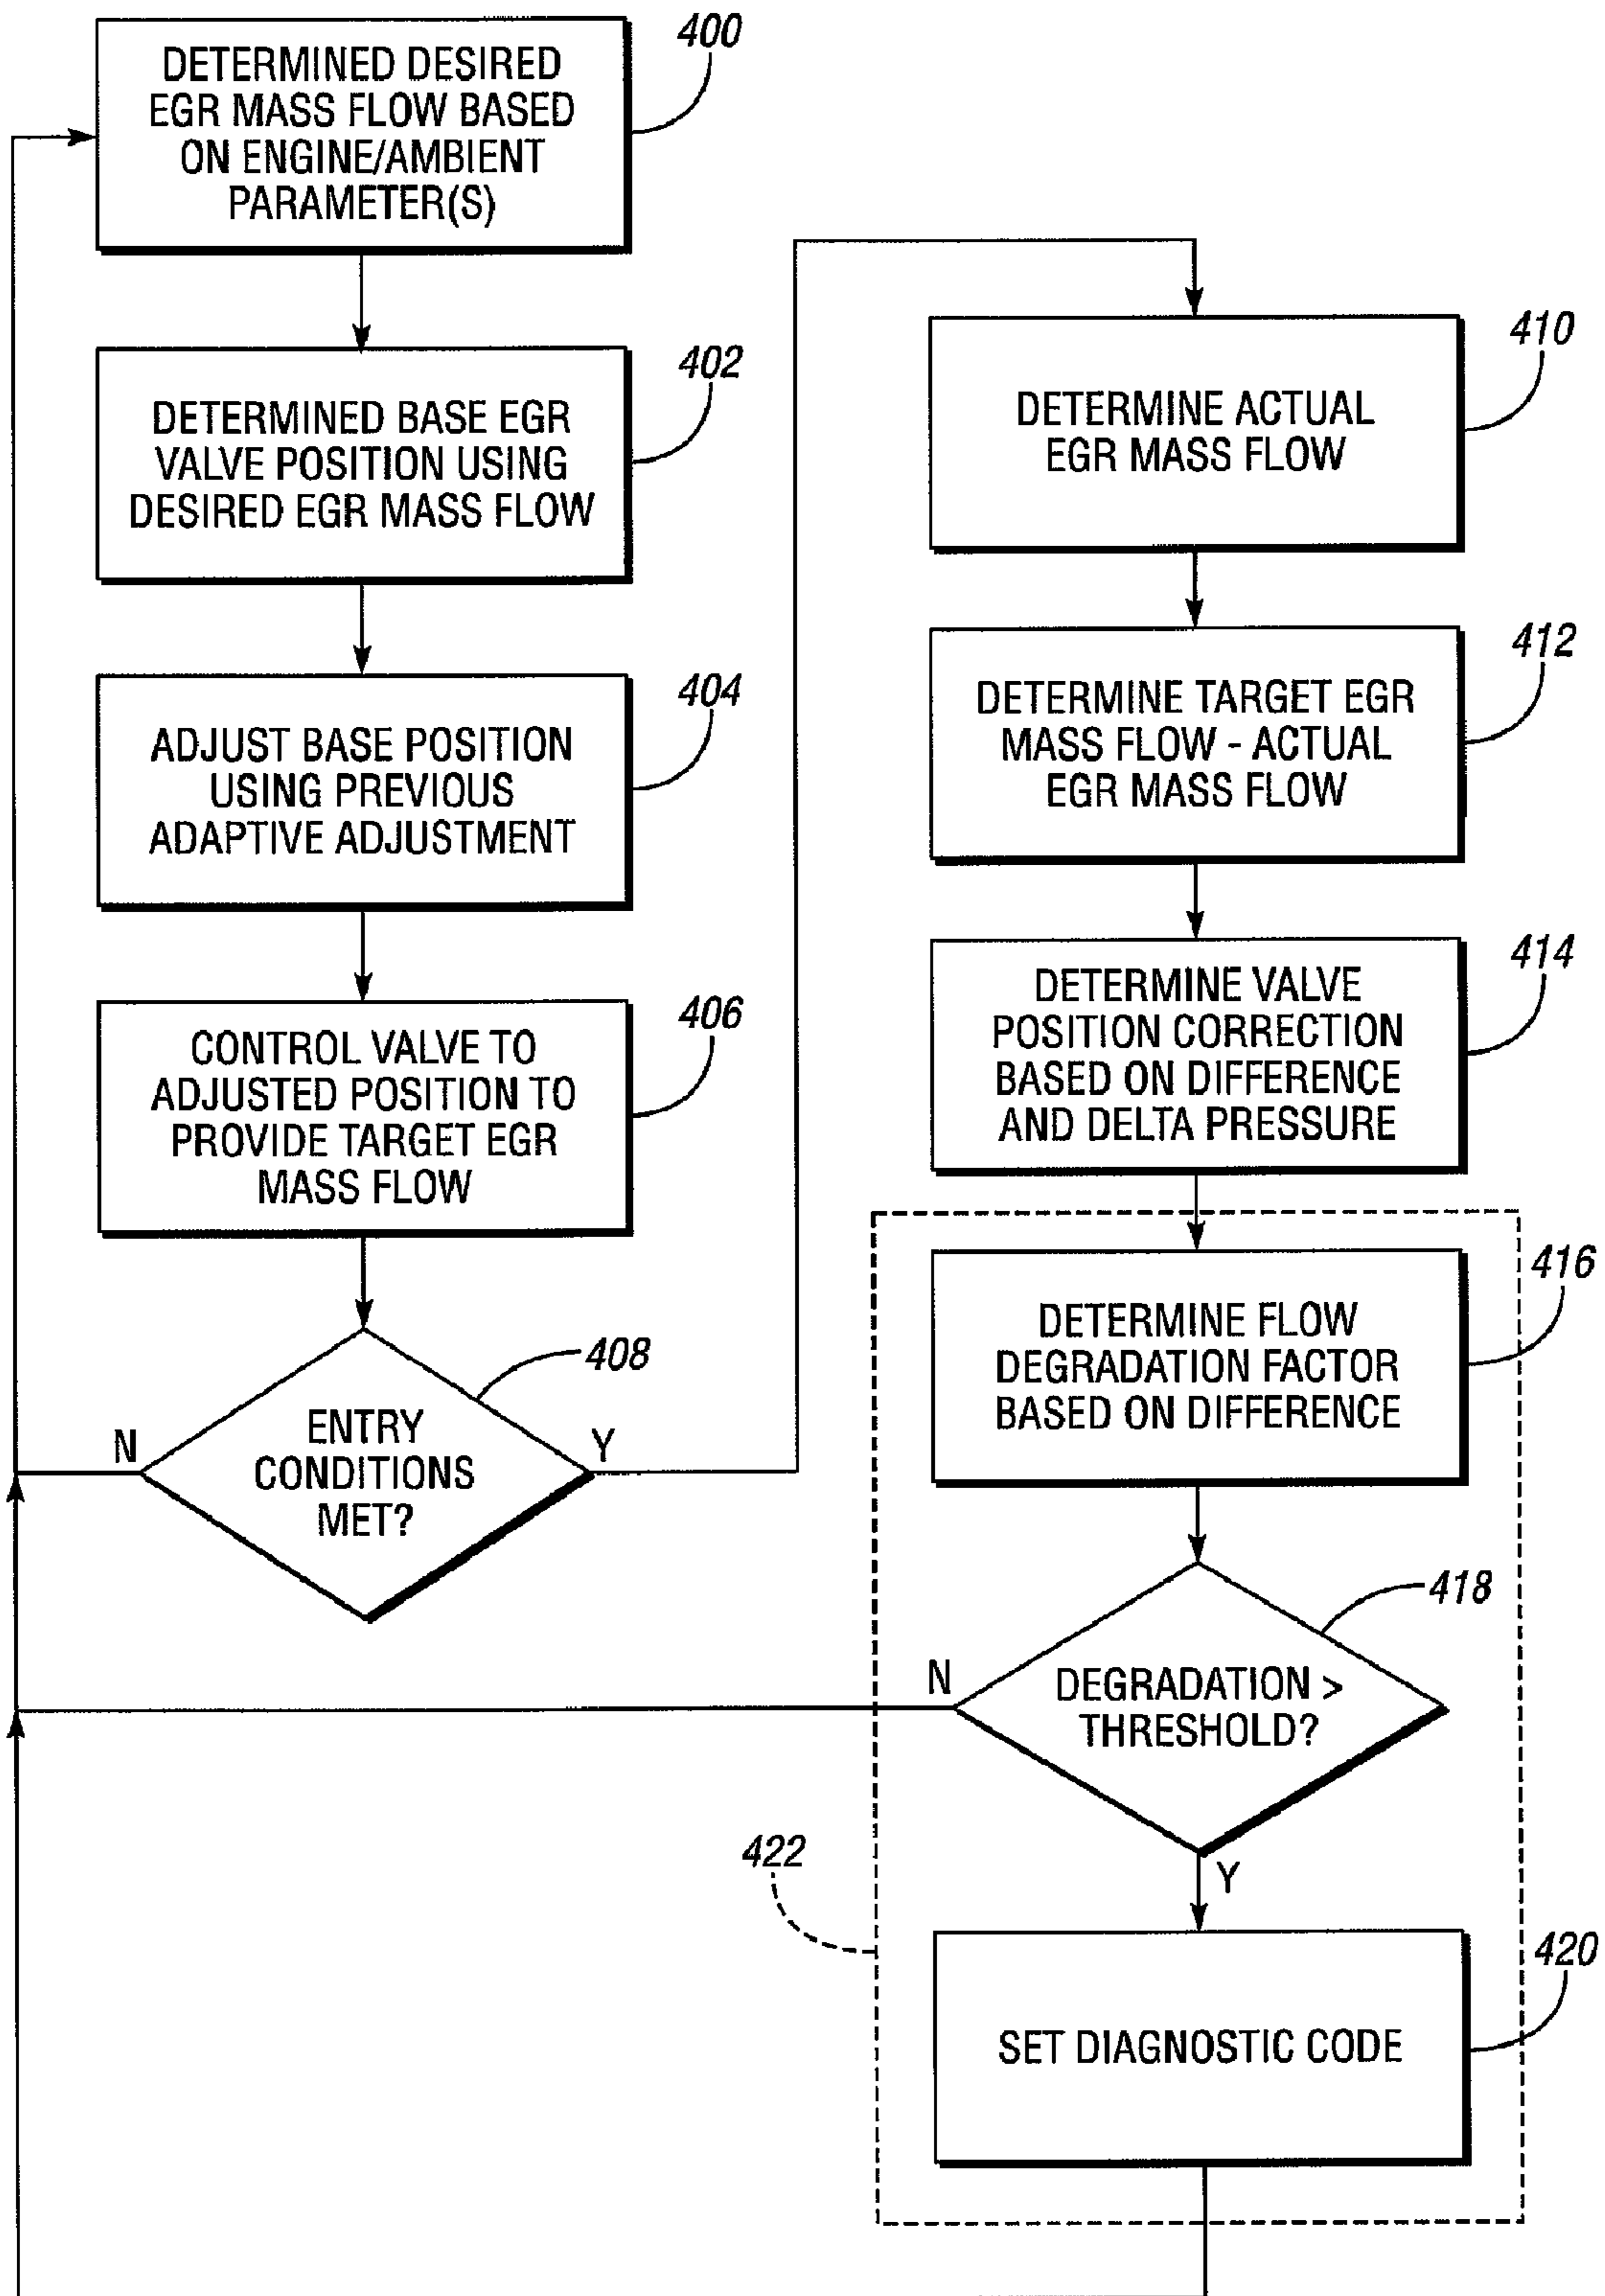 400
DETERMINED DESIRED
EGR MASS FLOW BASED
ON ENGINE/AMBIENT
PARAMETER(S)
402
DETERMINED BASE EGR
VALVE POSITION USING
DESIRED EGR MASS FLOW
404
ADJUST BASE POSITION
USING PREVIOUS
ADAPTIVE ADJUSTMENT
406
CONTROL VALVE TO
ADJUSTED POSITION TO
PROVIDE TARGET EGR
MASS FLOW
408
N
ENTRY
CONDITIONS
MET?
Y
410
DETERMINE ACTUAL
EGR MASS FLOW
412
DETERMINE TARGET EGR
MASS FLOW - ACTUAL
EGR MASS FLOW
414
DETERMINE VALVE
POSITION CORRECTION
BASED ON DIFFERENCE
AND DELTA PRESSURE
416
DETERMINE FLOW
DEGRADATION FACTOR
BASED ON DIFFERENCE
418
N
DEGRADATION >
THRESHOLD?
422
Y
420
SET DIAGNOSTIC CODE